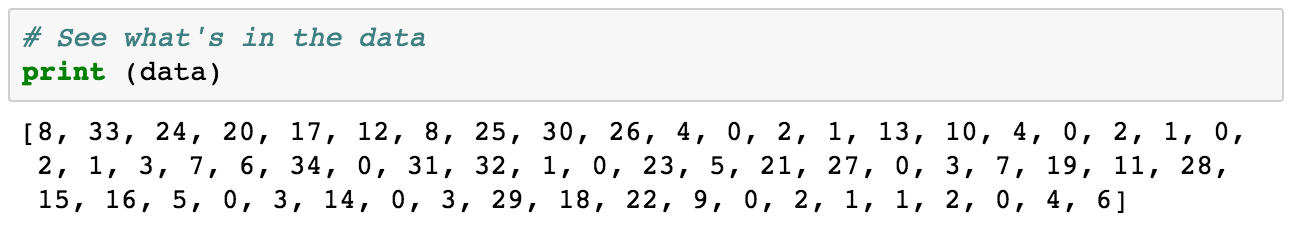 # See what's in the data
print (data)
[8, 33, 24, 20, 17, 12, 8, 25, 30, 26, 4, 0, 2, 1, 13, 10, 4, 0, 2, 1, 0,
2, 1, 3, 7, 6, 34, 0, 31, 32, 1, 0, 23, 5, 21, 27, 0, 3, 7, 19, 11, 28,
15, 16, 5, 0, 3, 14, 0, 3, 29, 18, 22, 9, 0, 2, 1, 1, 2, 0, 4, 6]